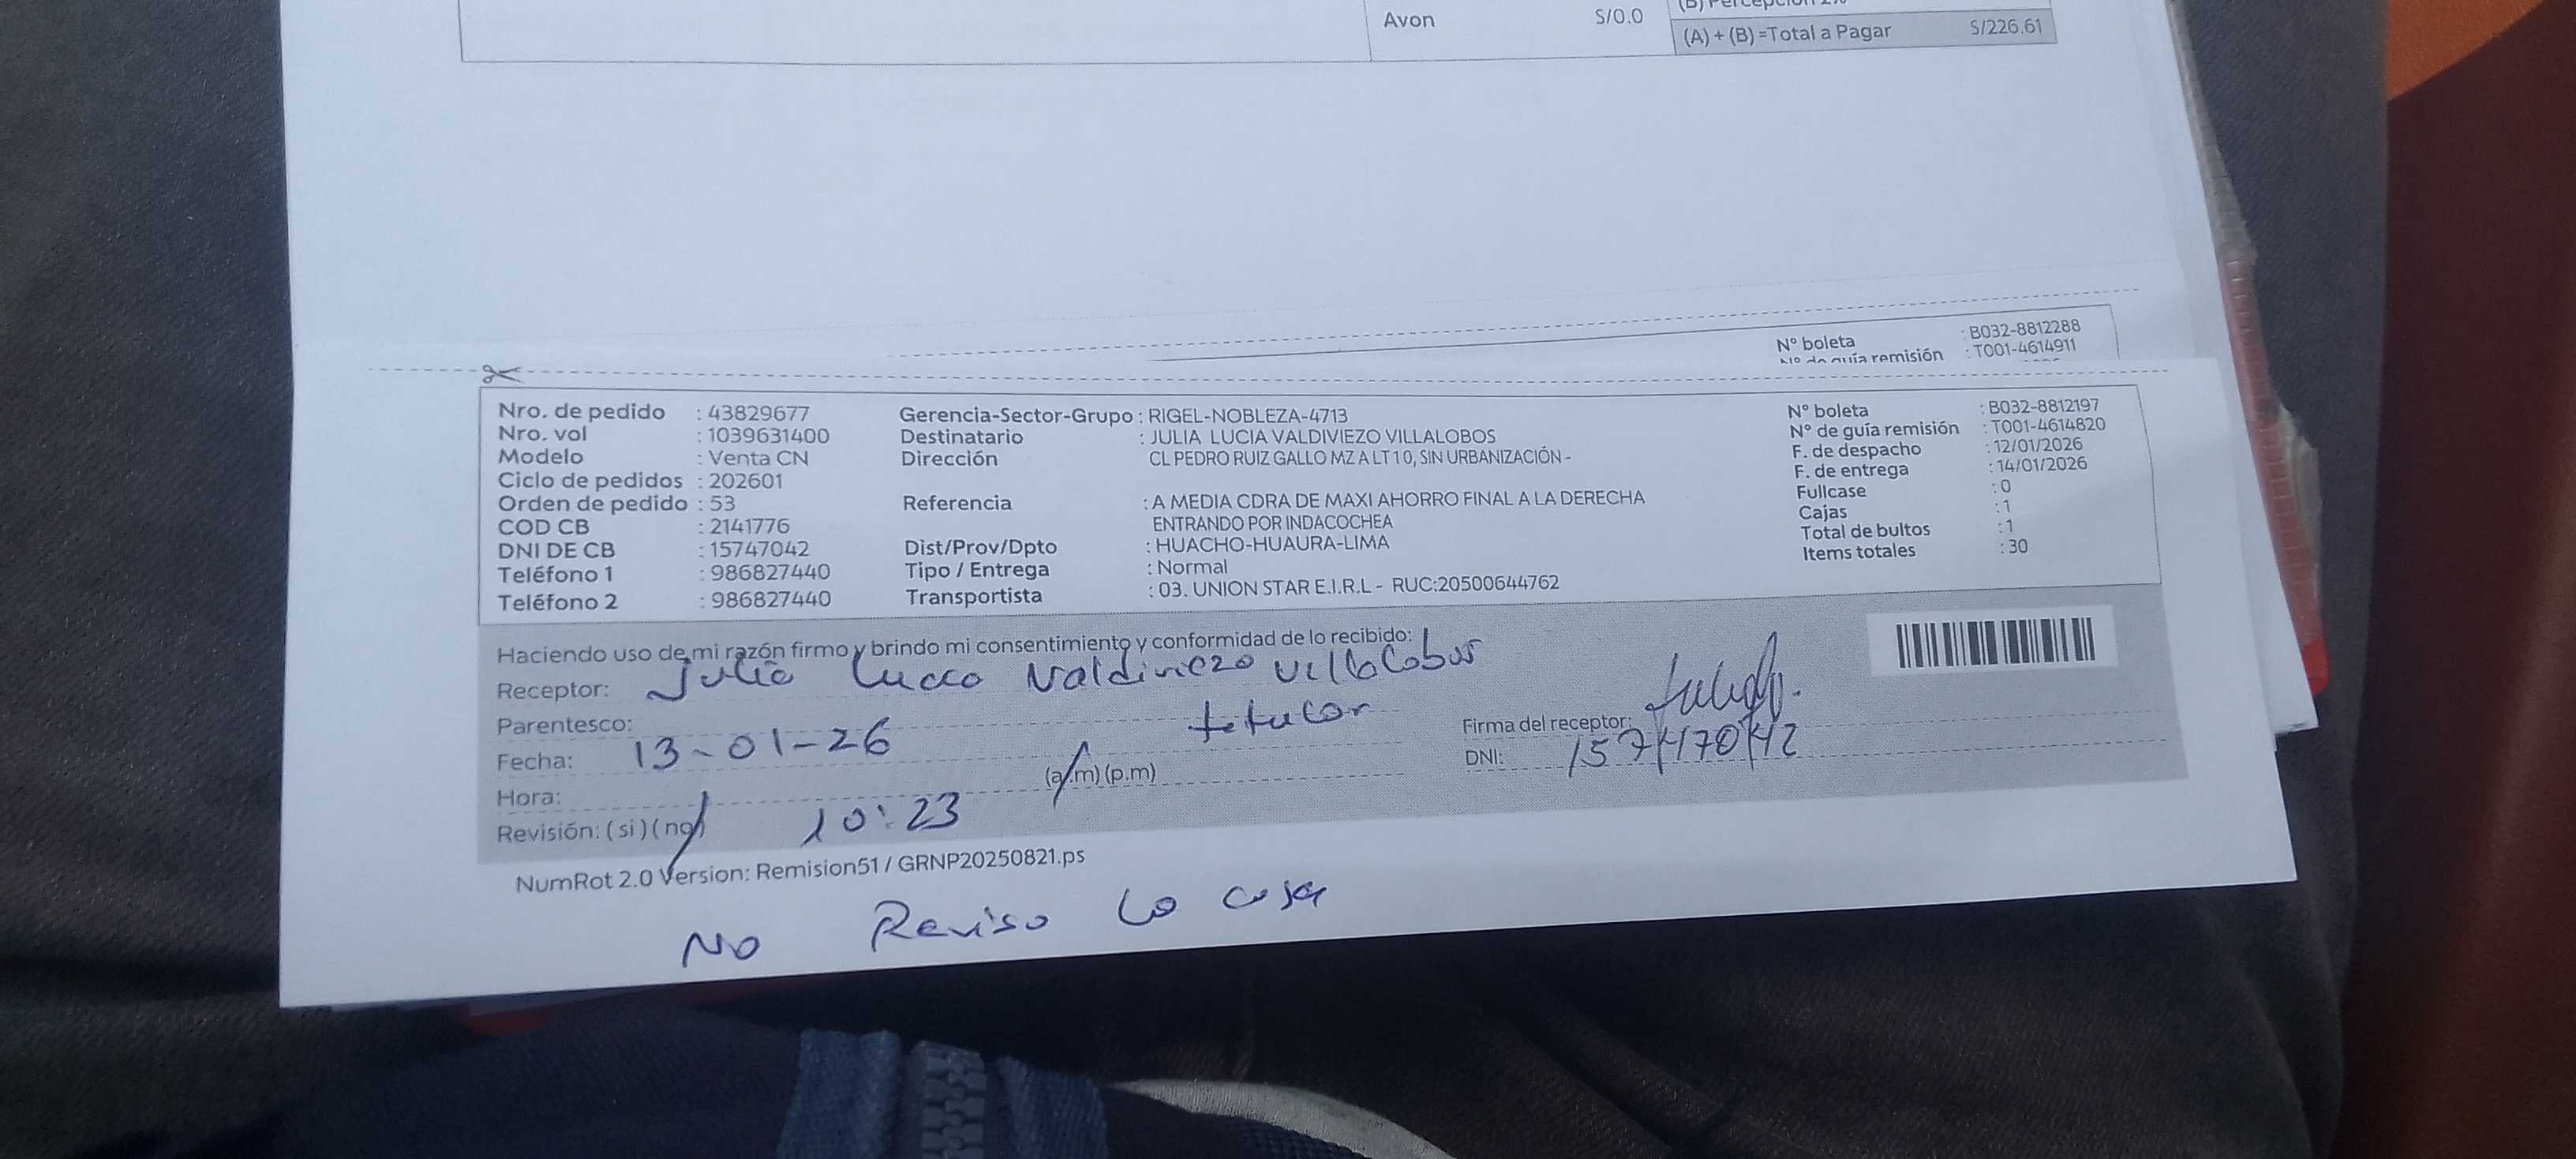 (B) Percepción 2%
Avon S/0.0
(A) + (B) =Total a Pagar S/226.61
N° boleta : B032-8812288
N° de guía remisión : T001-4614911
Nro. de pedido : 43829677
Nro. vol : 1039631400
Modelo : Venta CN
Ciclo de pedidos : 202601
Orden de pedido : 53
COD CB : 2141776
DNI DE CB : 15747042
Teléfono 1 : 986827440
Teléfono 2 : 986827440
Gerencia-Sector-Grupo : RIGEL-NOBLEZA-4713
Destinatario : JULIA LUCIA VALDIVIEZO VILLALOBOS
Dirección CL PEDRO RUIZ GALLO MZ A LT 10, SIN URBANIZACIÓN -
Referencia : A MEDIA CDRA DE MAXI AHORRO FINAL A LA DERECHA
ENTRANDO POR INDACOCHEA
Dist/Prov/Dpto : HUACHO-HUAURA-LIMA
Tipo / Entrega : Normal
Transportista : 03. UNION STAR E.I.R.L - RUC:20500644762
N° boleta : B032-8812197
N° de guía remisión : T001-4614820
F. de despacho : 12/01/2026
F. de entrega : 14/01/2026
Fullcase : 0
Cajas : 1
Total de bultos : 1
Items totales : 30
Haciendo uso de mi razón firmo y brindo mi consentimiento y conformidad de lo recibido:
Receptor: Julia Lucia Valdiviezo Villalobos
Parentesco: titular
Fecha: 13-01-26
Hora: 10:23 (a.m) (p.m)
Revisión: (si) (no)
Firma del receptor:
DNI: 15747042
NumRot 2.0 Version: Remision51 / GRNP20250821.ps
NO Reviso la caja